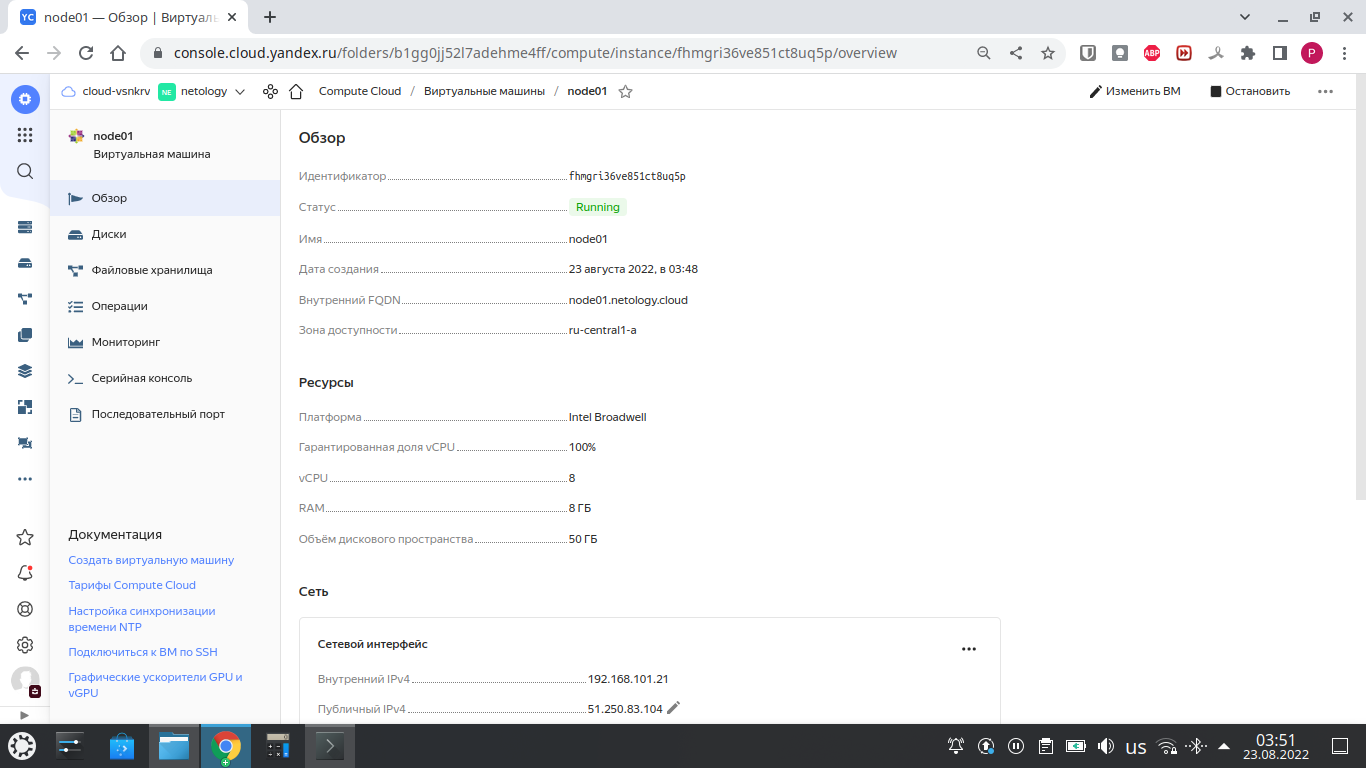 YC node01 — Обзор | Виртуаль
console.cloud.yandex.ru/folders/b1gg0jj52l7adehme4ff/compute/instance/fhmgri36ve851ct8uq5p/overview
ABP
P
cloud-vsnkrv NE netology Compute Cloud / Виртуальные машины / node01 Изменить ВМ Остановить
node01
Виртуальная машина
Обзор
Диски
Файловые хранилища
Операции
Мониторинг
Серийная консоль
Последовательный порт
Документация
Создать виртуальную машину
Тарифы Compute Cloud
Настройка синхронизации
времени NTP
Подключиться к ВМ по SSH
Графические ускорители GPU и
vGPU
Обзор
Идентификатор fhmgri36ve851ct8uq5p
Статус Running
Имя node01
Дата создания 23 августа 2022, в 03:48
Внутренний FQDN node01.netology.cloud
Зона доступности ru-central1-a
Ресурсы
Платформа Intel Broadwell
Гарантированная доля vCPU 100%
vCPU 8
RAM 8 ГБ
Объём дискового пространства 50 ГБ
Сеть
Сетевой интерфейс
Внутренний IPv4 192.168.101.21
Публичный IPv4 51.250.83.104
us
03:51
23.08.2022